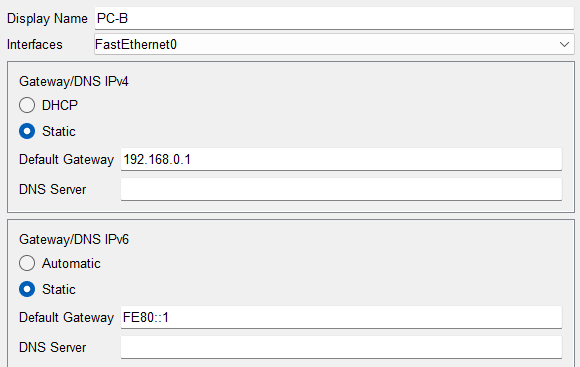 Display Name PC-B
Interfaces FastEthernet0
Gateway/DNS IPv4
DHCP
Static
Default Gateway 192.168.0.1
DNS Server
Gateway/DNS IPv6
Automatic
Static
Default Gateway FE80::1
DNS Server